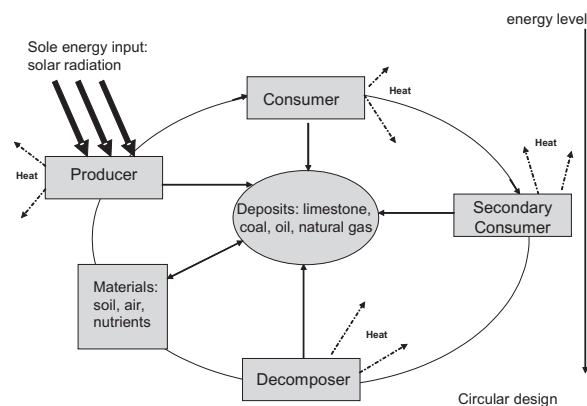 energy level
Sole energy input:
solar radiation
Consumer
Heat
Heat
Heat
Producer
Deposits: limestone,
coal, oil, natural gas
Secondary
Consumer
Materials:
soil, air,
nutrients
Heat
Decomposer
Circular design